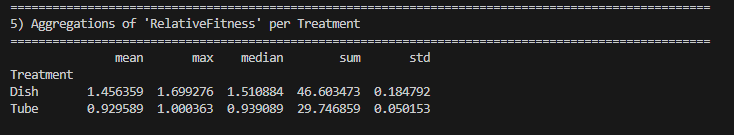 ====================================================================================================
5) Aggregations of 'RelativeFitness' per Treatment
====================================================================================================
mean max median sum std
Treatment
Dish 1.456359 1.699276 1.510884 46.603473 0.184792
Tube 0.929589 1.000363 0.939089 29.746859 0.050153